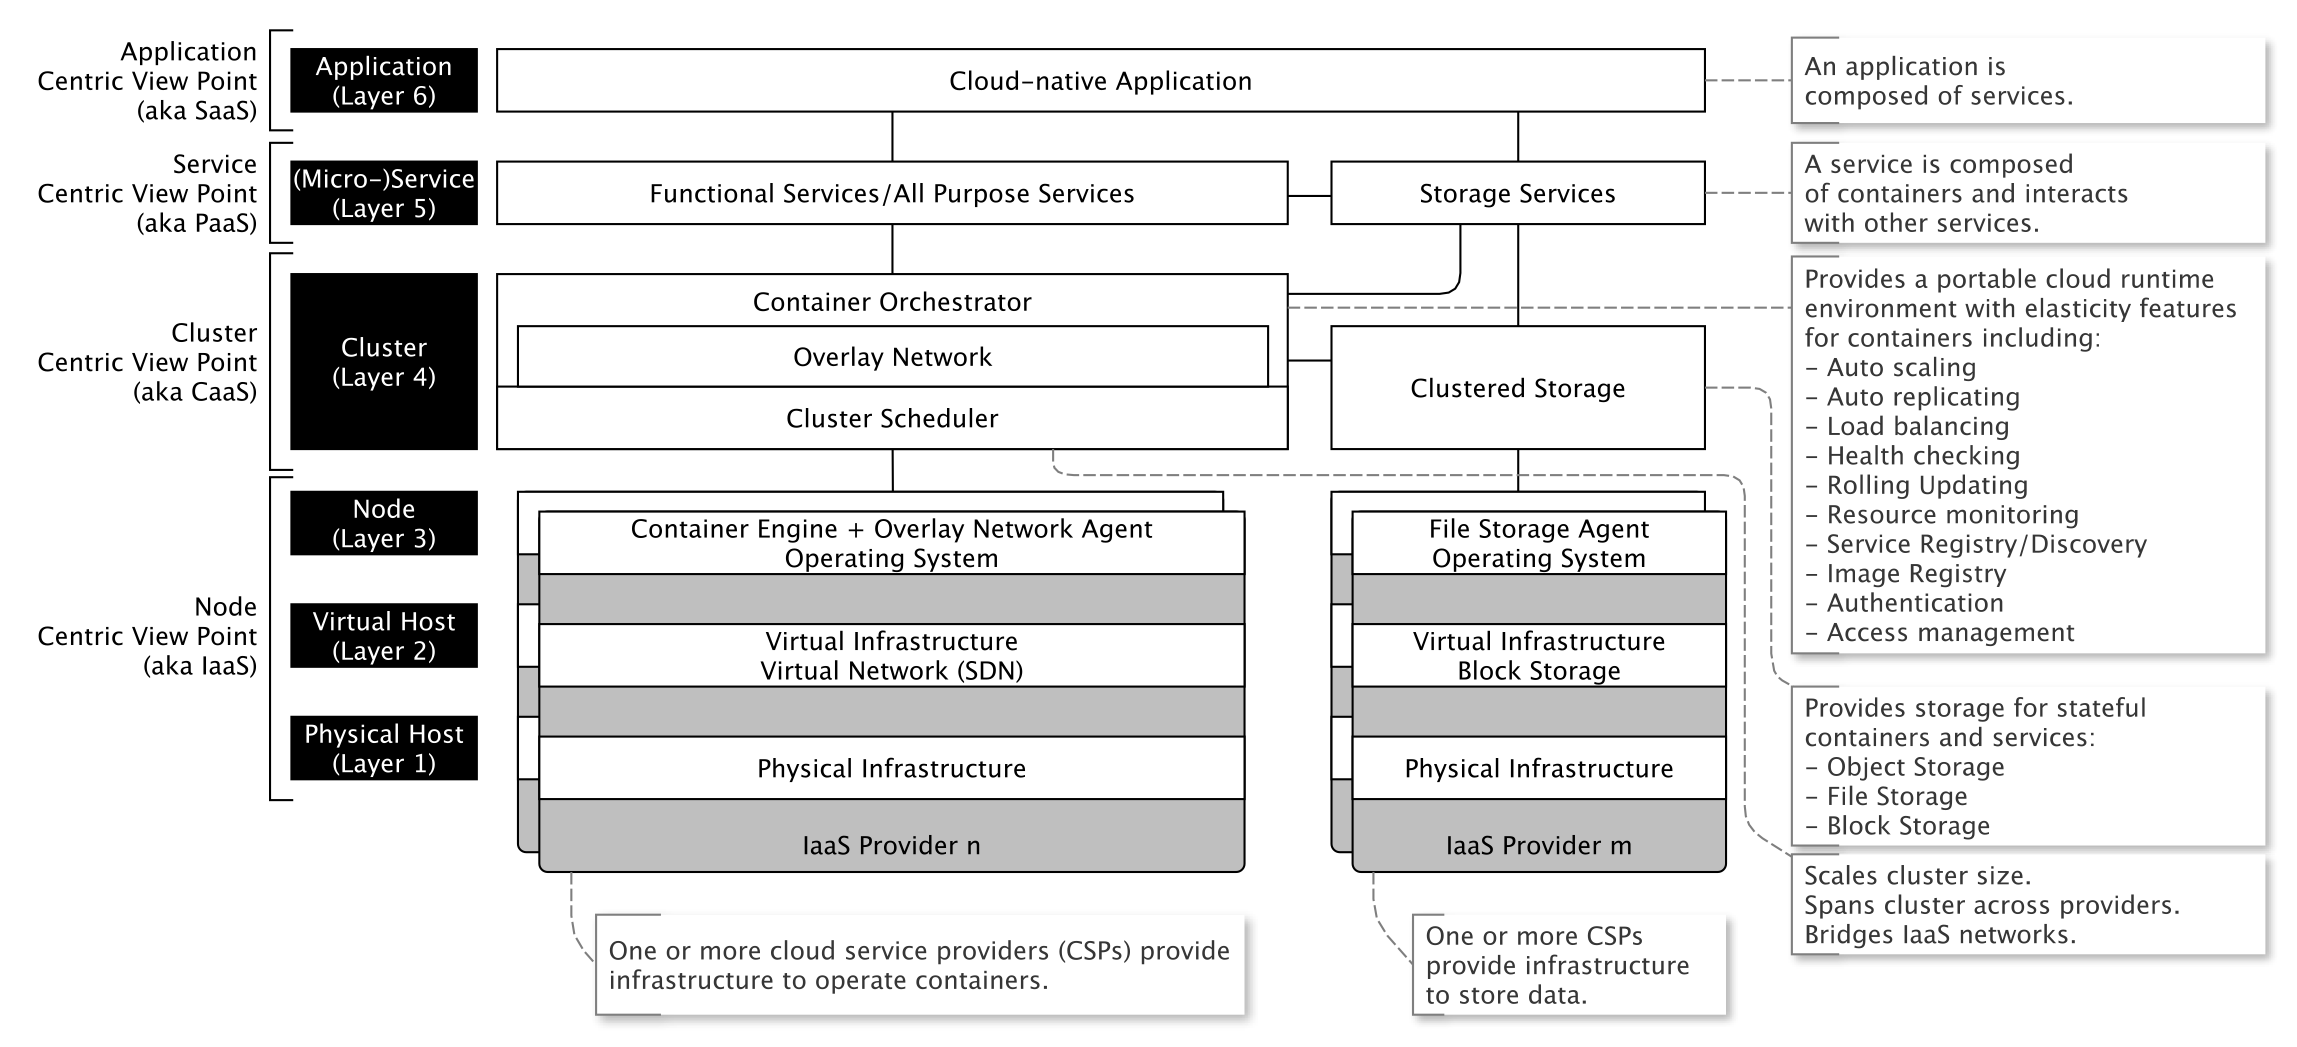 Application
Centric View Point
(aka SaaS)
Application
(Layer 6)
Cloud-native Application
An application is
composed of services.
Service
Centric View Point
(aka PaaS)
(Micro-)Service
(Layer 5)
Functional Services/All Purpose Services
Storage Services
A service is composed
of containers and interacts
with other services.
Cluster
Centric View Point
(aka CaaS)
Cluster
(Layer 4)
Container Orchestrator
Overlay Network
Cluster Scheduler
Clustered Storage
Provides a portable cloud runtime
environment with elasticity features
for containers including:
- Auto scaling
- Auto replicating
- Load balancing
- Health checking
- Rolling Updating
- Resource monitoring
- Service Registry/Discovery
- Image Registry
- Authentication
- Access management
Node
Centric View Point
(aka IaaS)
Node
(Layer 3)
Container Engine + Overlay Network Agent
Operating System
File Storage Agent
Operating System
Virtual Host
(Layer 2)
Virtual Infrastructure
Virtual Network (SDN)
Virtual Infrastructure
Block Storage
Physical Host
(Layer 1)
Physical Infrastructure
Physical Infrastructure
IaaS Provider n
IaaS Provider m
Provides storage for stateful
containers and services:
- Object Storage
- File Storage
- Block Storage
Scales cluster size.
Spans cluster across providers.
Bridges IaaS networks.
One or more cloud service providers (CSPs) provide
infrastructure to operate containers.
One or more CSPs
provide infrastructure
to store data.